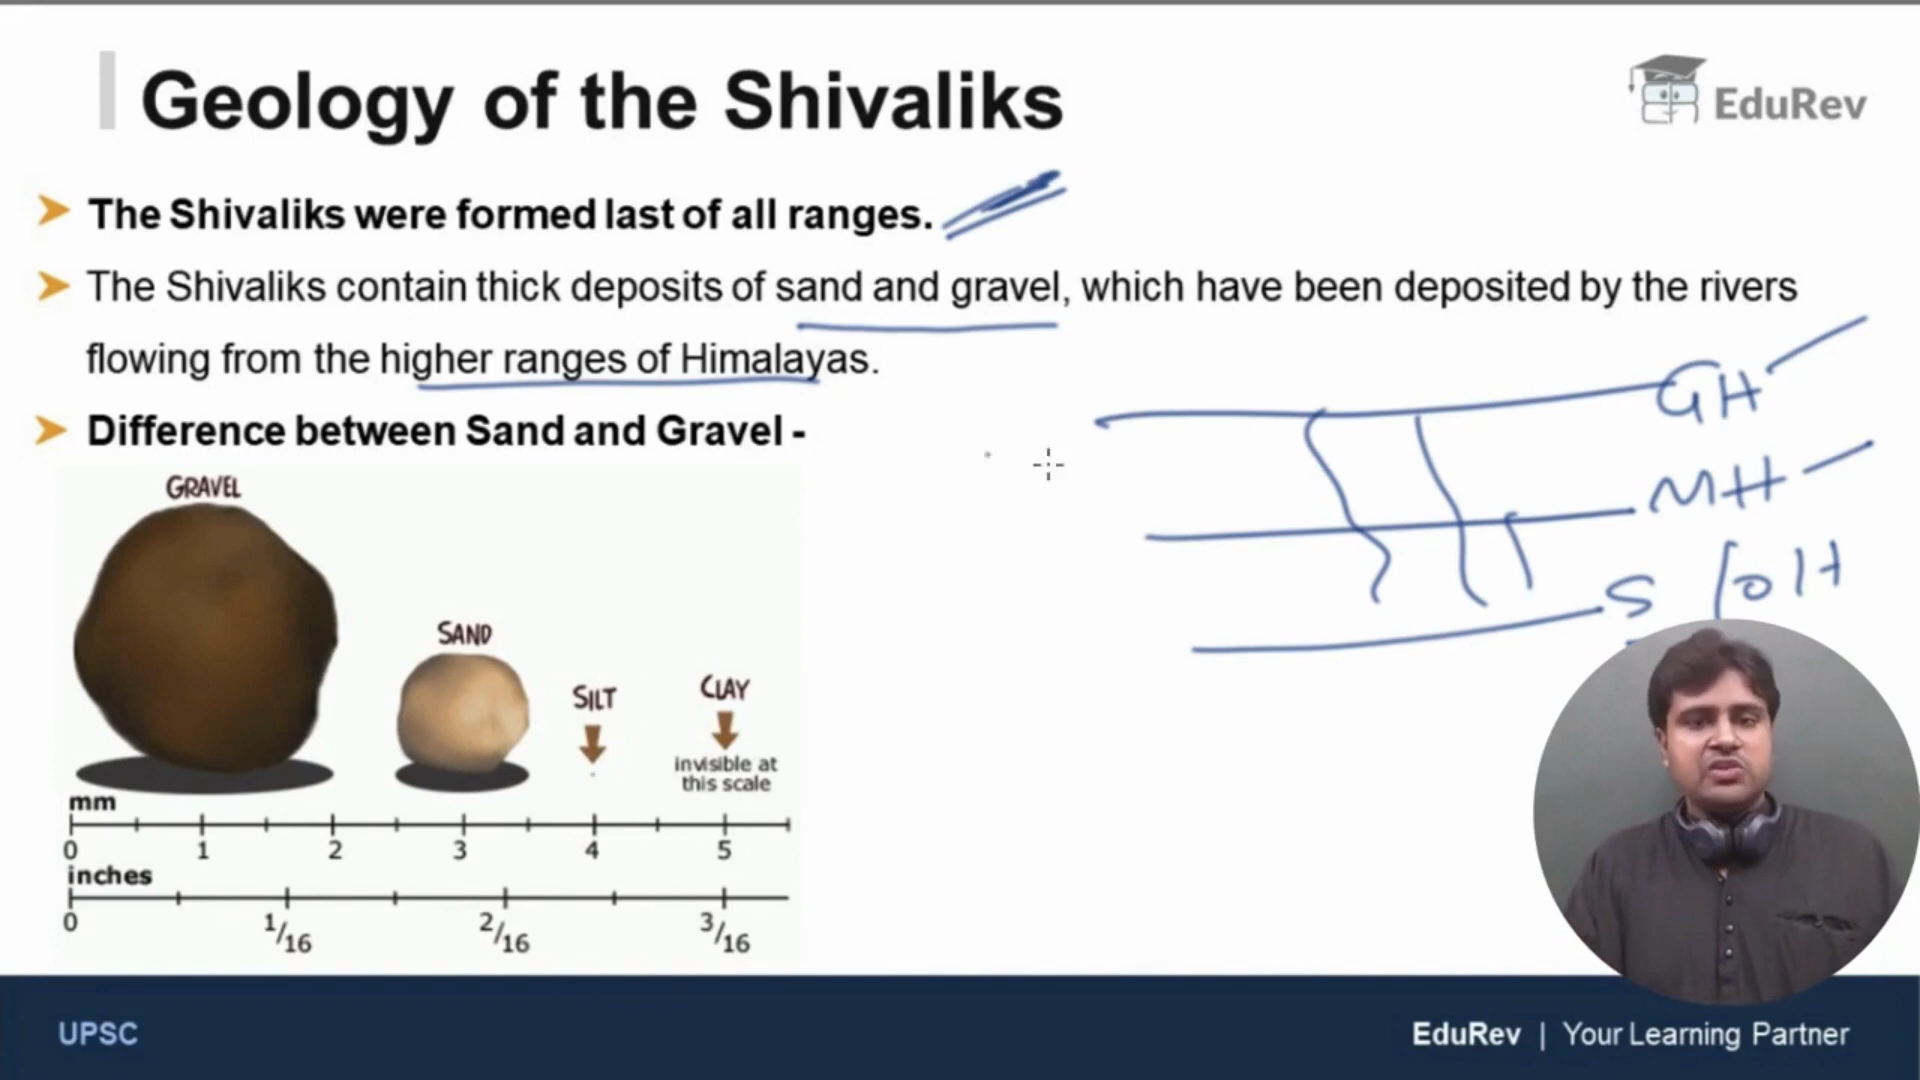 Geology of the Shivaliks
EduRev
The Shivaliks were formed last of all ranges.
The Shivaliks contain thick deposits of sand and gravel, which have been deposited by the rivers
flowing from the higher ranges of Himalayas.
Difference between Sand and Gravel -
GH
MH
S /OH
GRAVEL
SAND
SILT
CLAY
invisible at
this scale
mm
0 1 2 3 4 5
inches
0 1/16 2/16 3/16
UPSC
EduRev | Your Learning Partner